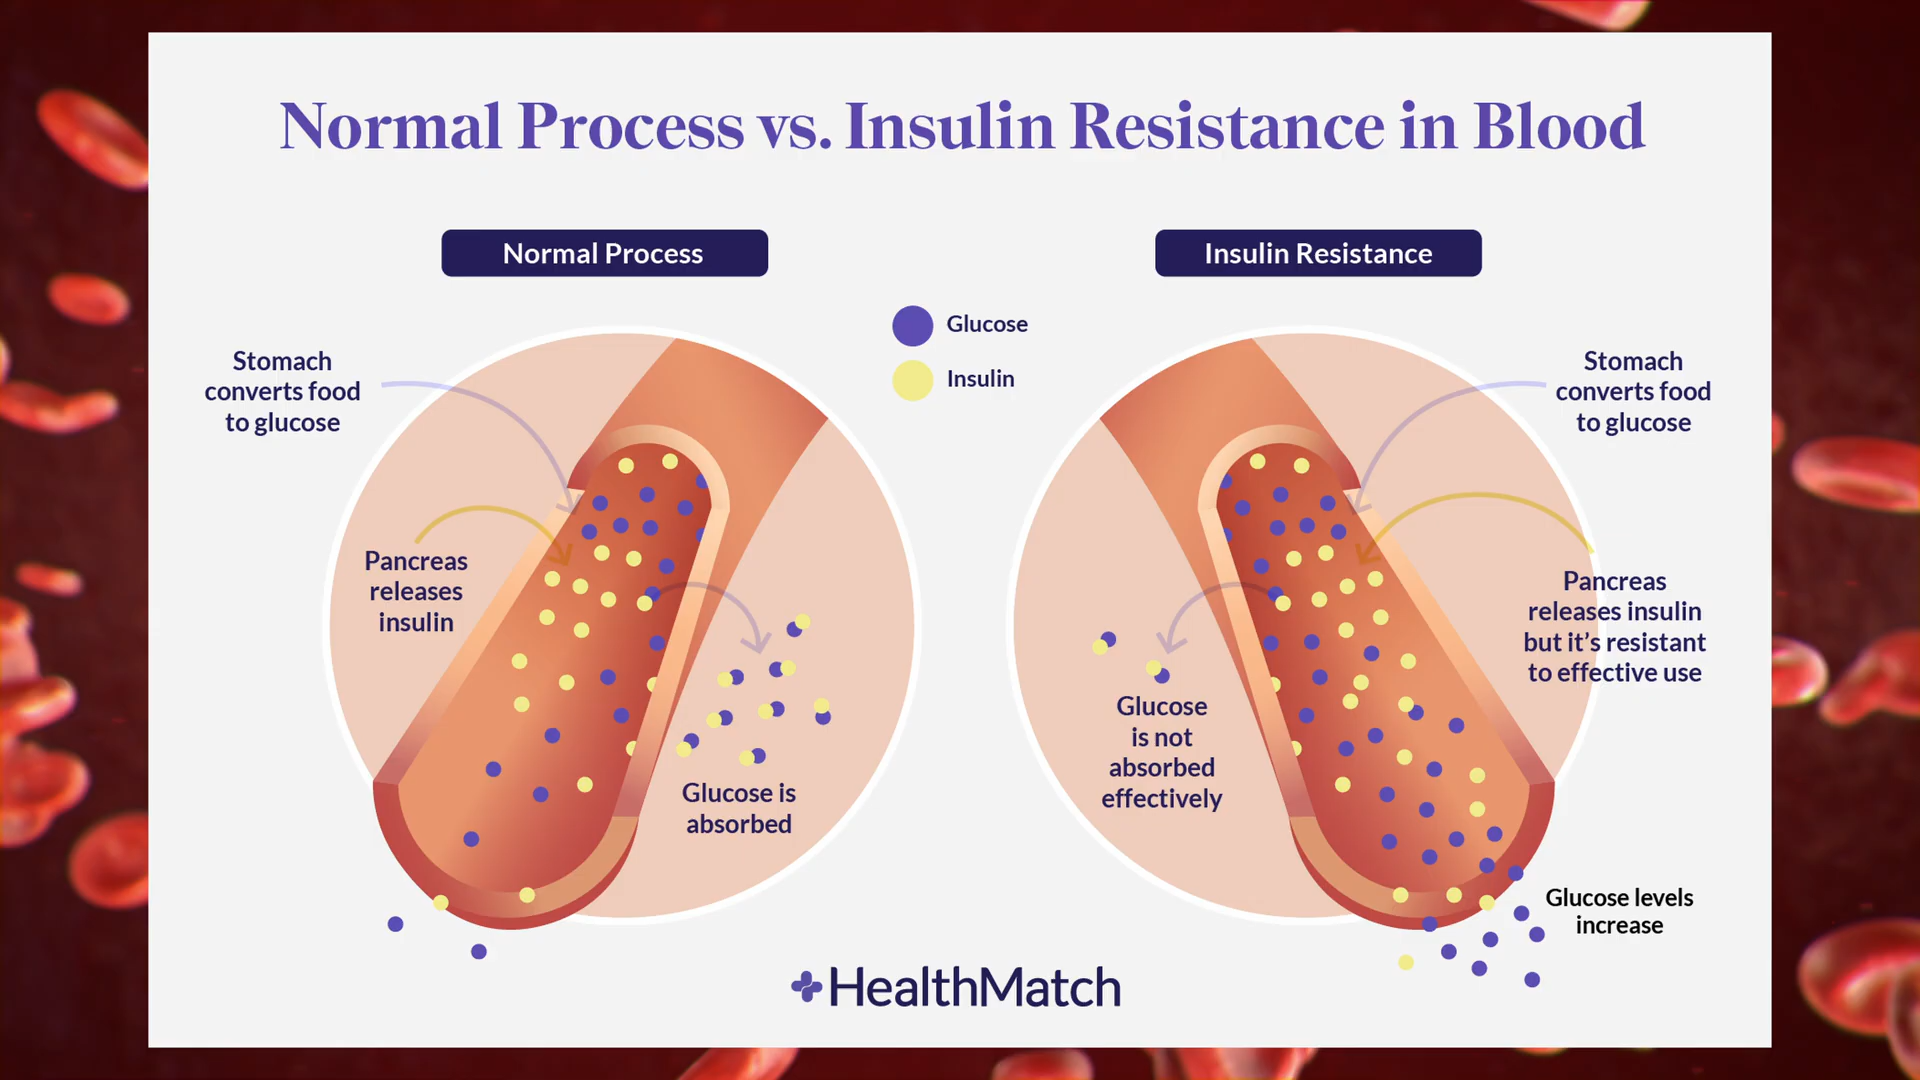 Normal Process vs. Insulin Resistance in Blood
Normal Process
Insulin Resistance
Glucose
Insulin
Stomach
converts food
to glucose
Pancreas
releases
insulin
Glucose is
absorbed
Stomach
converts food
to glucose
Pancreas
releases insulin
but it’s resistant
to effective use
Glucose
is not
absorbed
effectively
Glucose levels
increase
HealthMatch